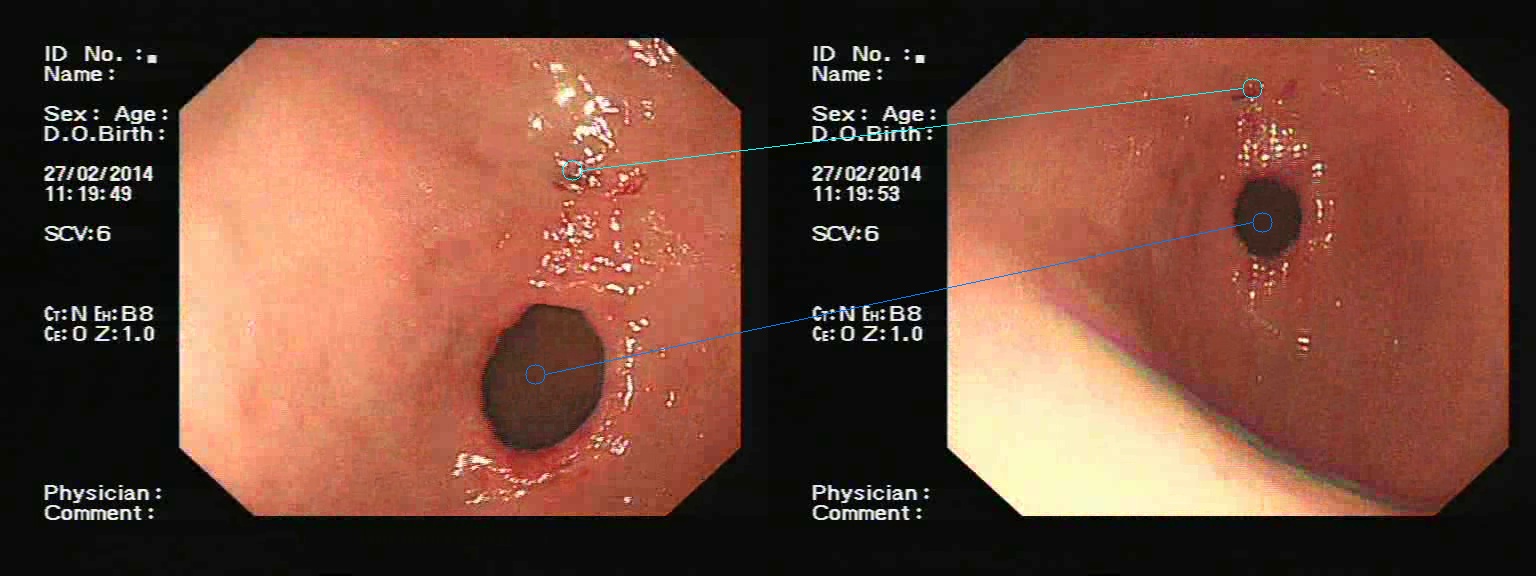 ID No. :
Name:
Sex: Age:
D.O.Birth:
27/02/2014
11:19:49
SCV:6
CT:N EH:B8
CE:0 Z:1.0
Physician:
Comment:
ID No. :
Name:
Sex: Age:
D.O.Birth:
27/02/2014
11:19:53
SCV:6
CT:N EH:B8
CE:0 Z:1.0
Physician:
Comment: